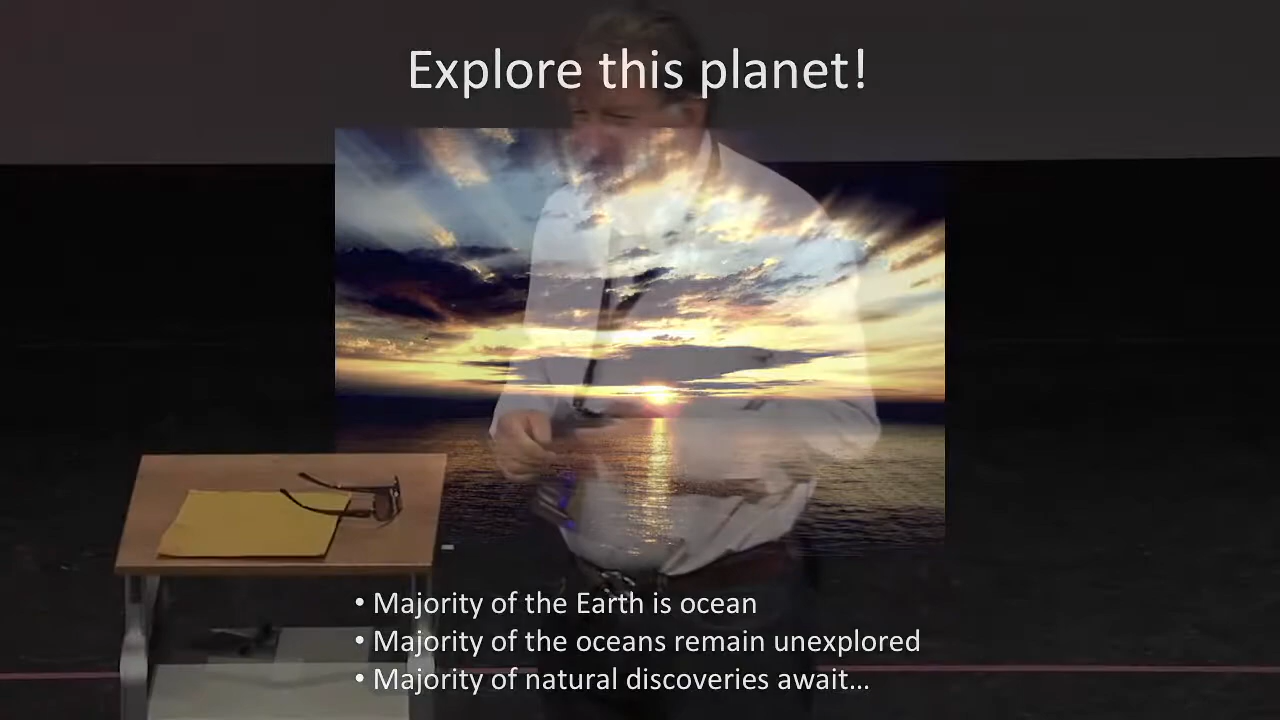 Explore this planet!
• Majority of the Earth is ocean
• Majority of the oceans remain unexplored
• Majority of natural discoveries await...